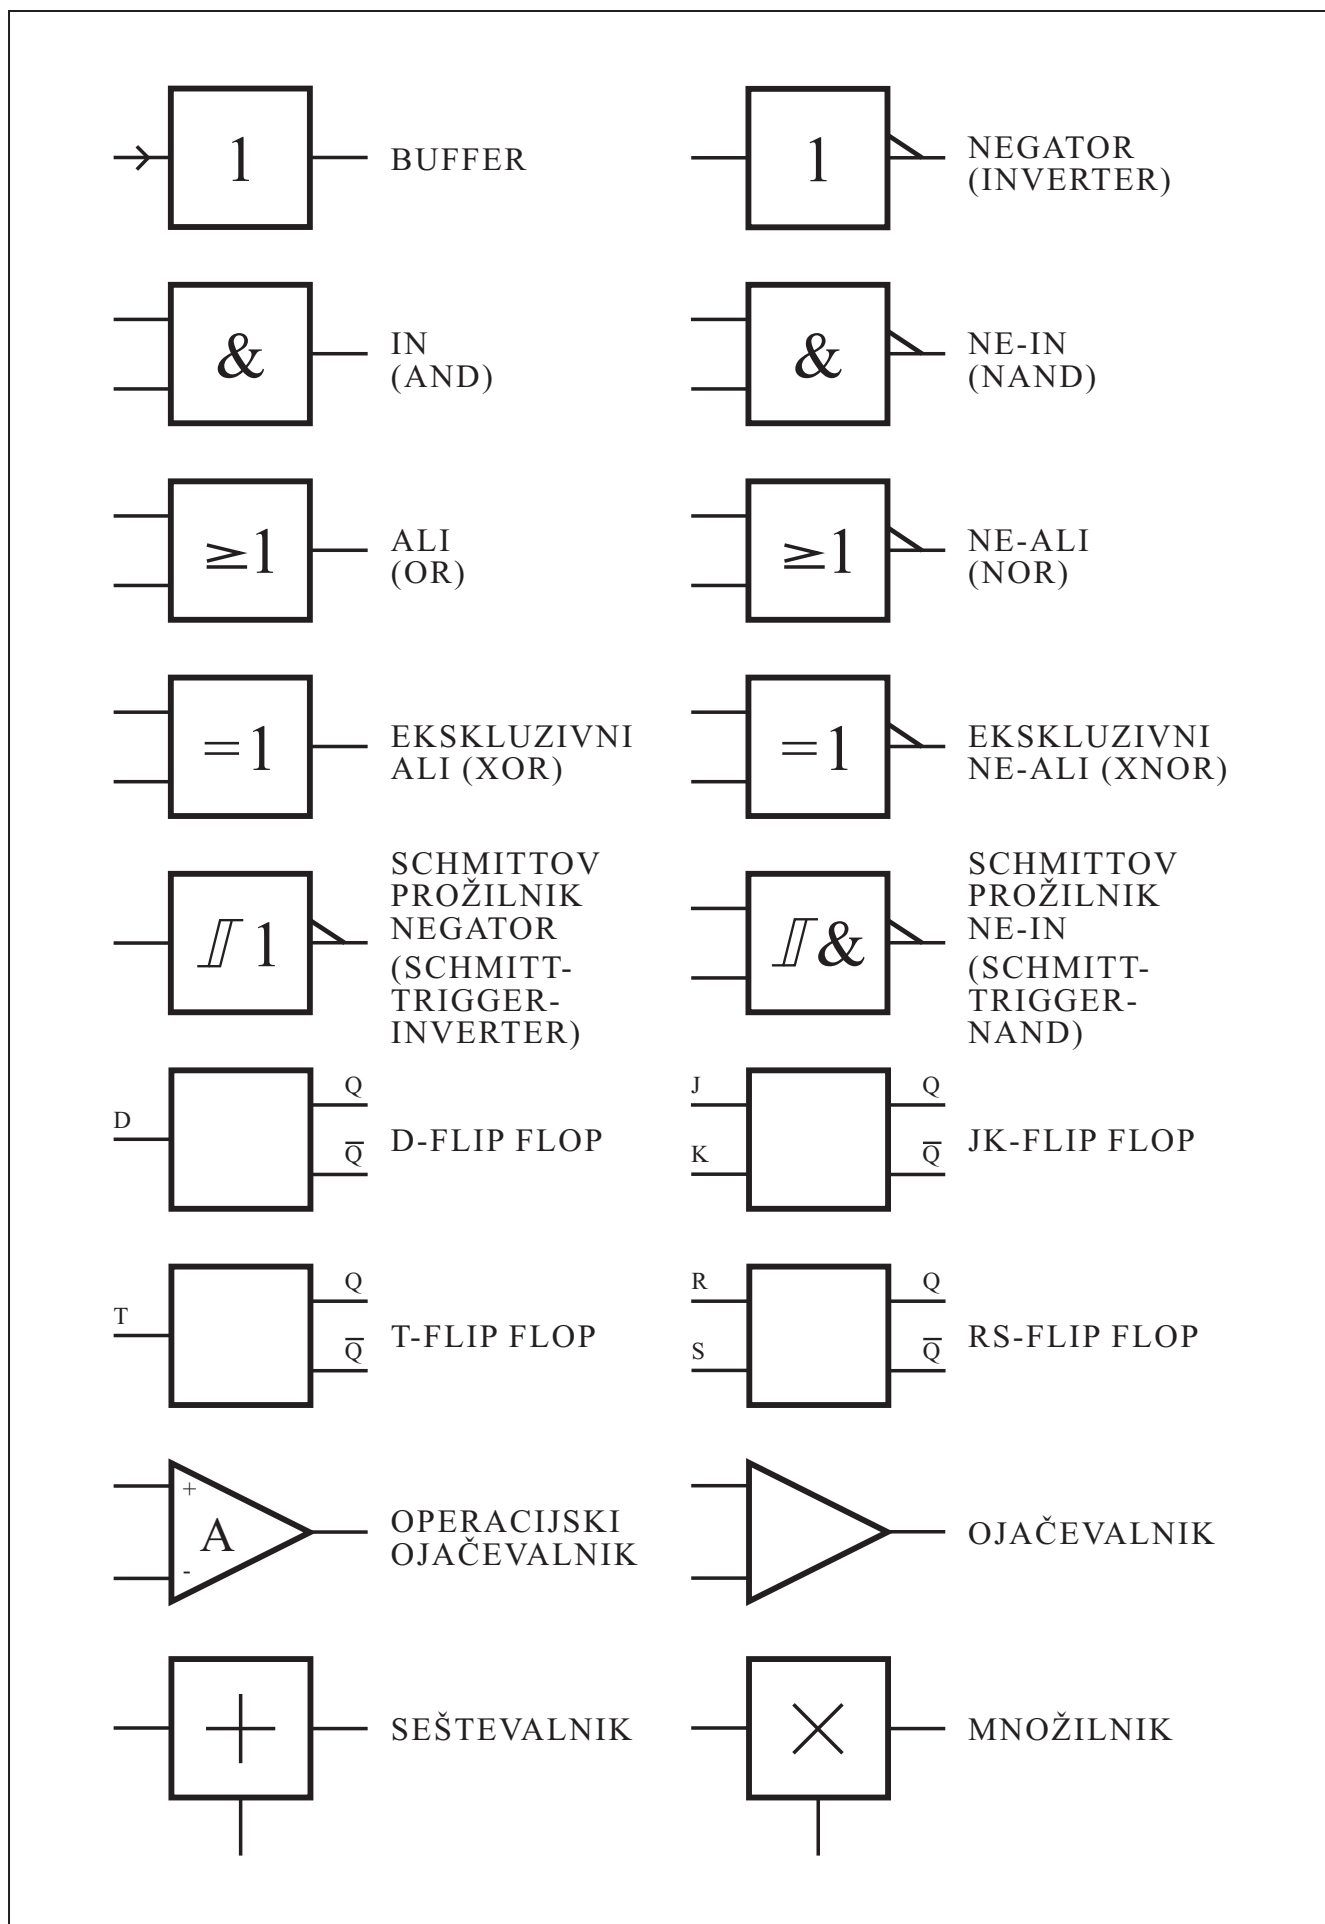 1
BUFFER
1
NEGATOR
(INVERTER)
&
IN
(AND)
&
NE-IN
(NAND)
≥1
ALI
(OR)
≥1
NE-ALI
(NOR)
=1
EKSKLUZIVNI
ALI (XOR)
=1
EKSKLUZIVNI
NE-ALI (XNOR)
1
SCHMITTOV
PROŽILNIK
NEGATOR
(SCHMITT-
TRIGGER-
INVERTER)
&
SCHMITTOV
PROŽILNIK
NE-IN
(SCHMITT-
TRIGGER-
NAND)
D
Q
Q̅
D-FLIP FLOP
J
K
Q
Q̅
JK-FLIP FLOP
T
Q
Q̅
T-FLIP FLOP
R
S
Q
Q̅
RS-FLIP FLOP
+
A
-
OPERACIJSKI
OJAČEVALNIK
OJAČEVALNIK
+
SEŠTEVALNIK
×
MNOŽILNIK